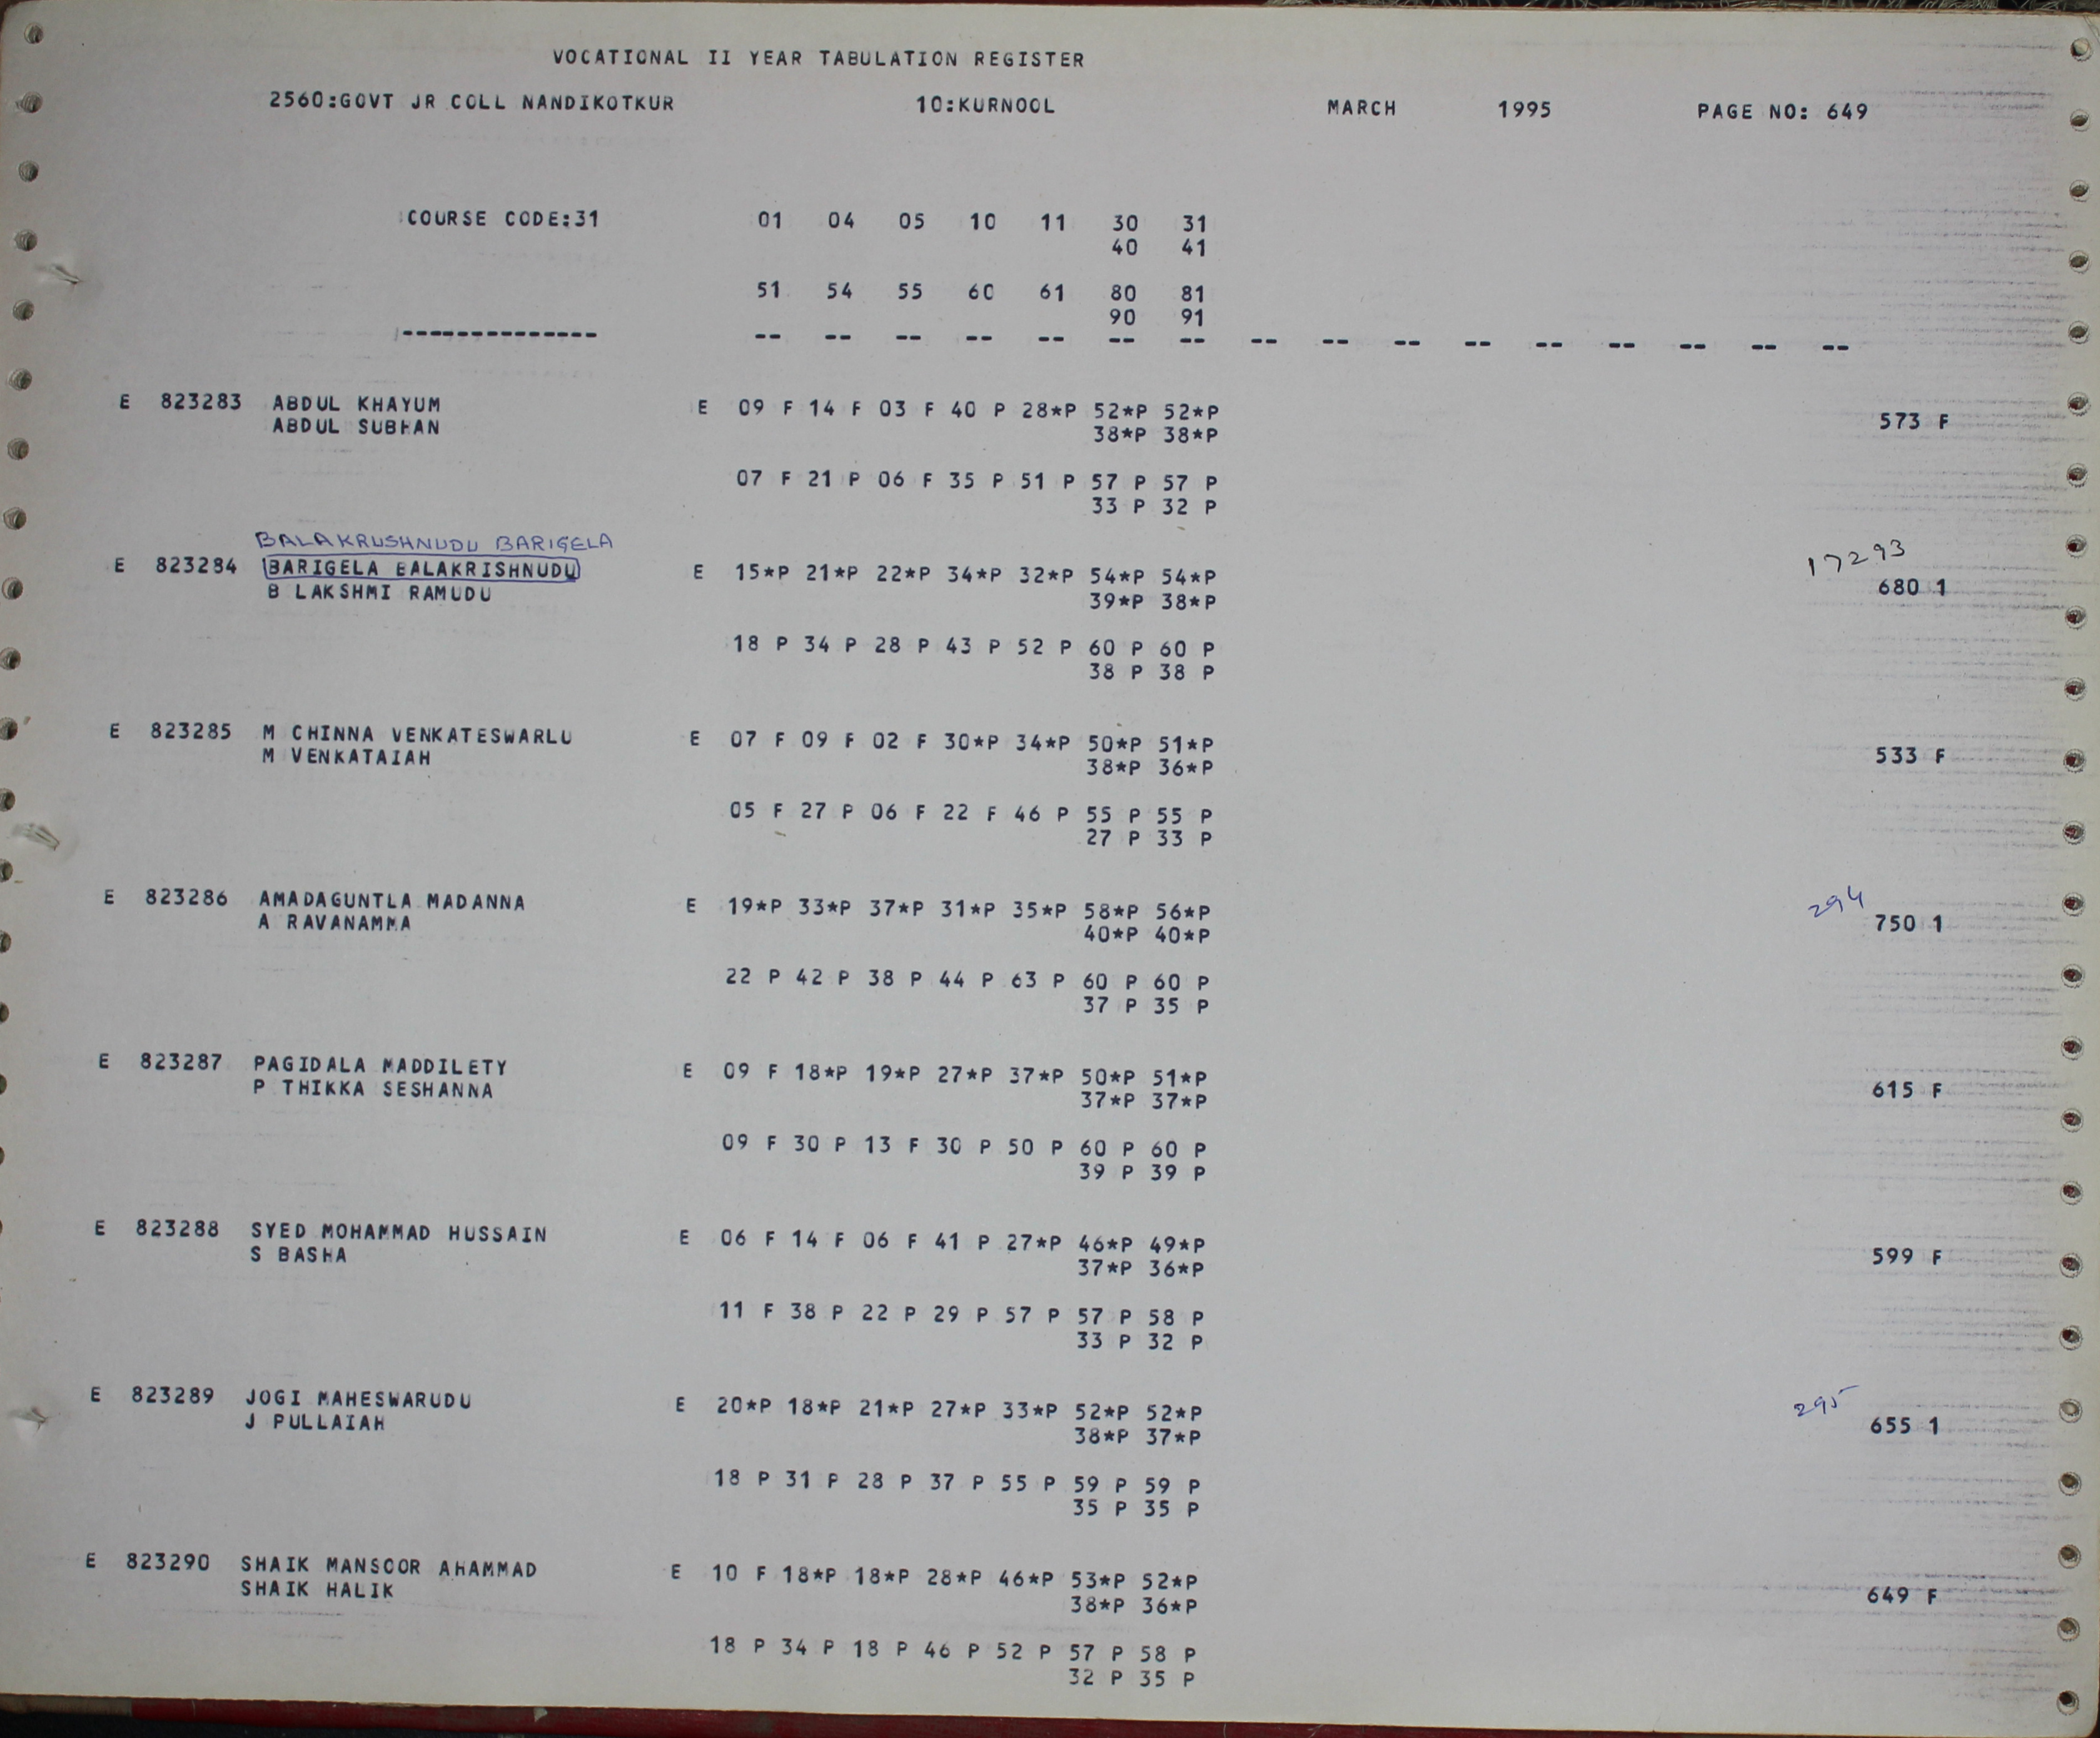 VOCATIONAL II YEAR TABULATION REGISTER
2560:GOVT JR COLL NANDIKOTKUR 10:KURNOOL MARCH 1995 PAGE NO: 649
COURSE CODE:31 01 04 05 10 11 30 31
40 41
51 54 55 60 61 80 81
90 91
-------------- -- -- -- -- -- -- -- -- -- -- -- -- -- -- -- --
E 823283 ABDUL KHAYUM E 09 F 14 F 03 F 40 P 28*P 52*P 52*P
ABDUL SUBHAN 38*P 38*P 573 F
07 F 21 P 06 F 35 P 51 P 57 P 57 P
33 P 32 P
BALAKRUSHNUDU BARIGELA
17293
E 823284 BARIGELA BALAKRISHNUDU E 15*P 21*P 22*P 34*P 32*P 54*P 54*P
B LAKSHMI RAMUDU 39*P 38*P 680 1
18 P 34 P 28 P 43 P 52 P 60 P 60 P
38 P 38 P
E 823285 M CHINNA VENKATESWARLU E 07 F 09 F 02 F 30*P 34*P 50*P 51*P
M VENKATAIAH 38*P 36*P 533 F
05 F 27 P 06 F 22 F 46 P 55 P 55 P
27 P 33 P
294
E 823286 AMADAGUNTLA MADANNA E 19*P 33*P 37*P 31*P 35*P 58*P 56*P
A RAVANAMMA 40*P 40*P 750 1
22 P 42 P 38 P 44 P 63 P 60 P 60 P
37 P 35 P
E 823287 PAGIDALA MADDILETY E 09 F 18*P 19*P 27*P 37*P 50*P 51*P
P THIKKA SESHANNA 37*P 37*P 615 F
09 F 30 P 13 F 30 P 50 P 60 P 60 P
39 P 39 P
E 823288 SYED MOHAMMAD HUSSAIN E 06 F 14 F 06 F 41 P 27*P 46*P 49*P
S BASHA 37*P 36*P 599 F
11 F 38 P 22 P 29 P 57 P 57 P 58 P
33 P 32 P
295
E 823289 JOGI MAHESWARUDU E 20*P 18*P 21*P 27*P 33*P 52*P 52*P
J PULLAIAH 38*P 37*P 655 1
18 P 31 P 28 P 37 P 55 P 59 P 59 P
35 P 35 P
E 823290 SHAIK MANSOOR AHAMMAD E 10 F 18*P 18*P 28*P 46*P 53*P 52*P
SHAIK HALIK 38*P 36*P 649 F
18 P 34 P 18 P 46 P 52 P 57 P 58 P
32 P 35 P